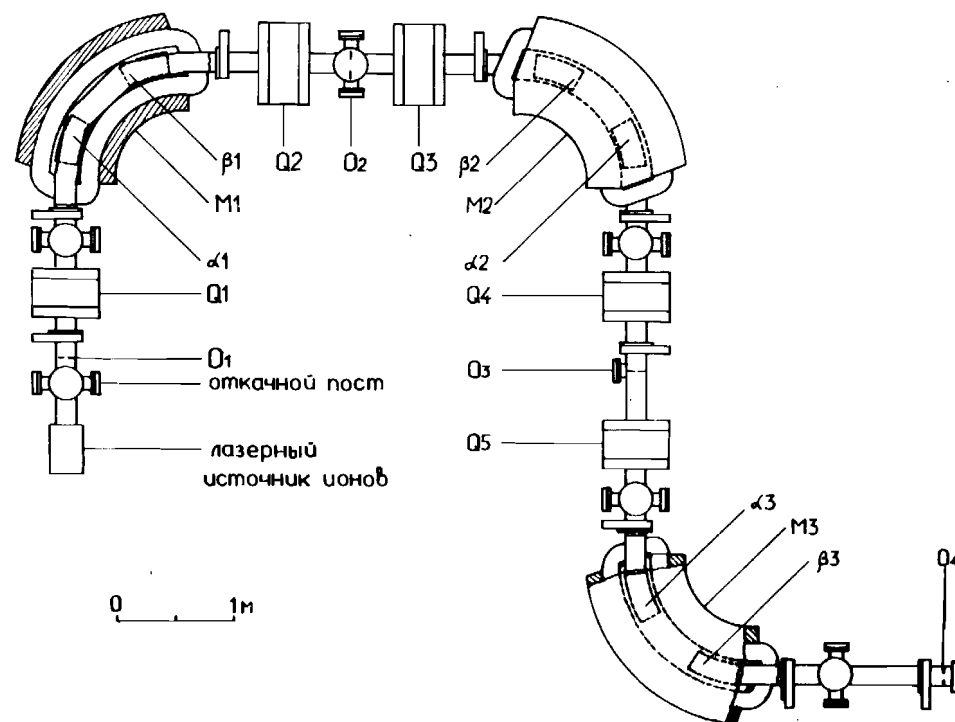 Q2
O2
Q3
β1
β2
M1
M2
α1
α2
Q1
Q4
O1
O3
откачной пост
Q5
лазерный
источник ионов
α3
M3
β3
O4
0
1м